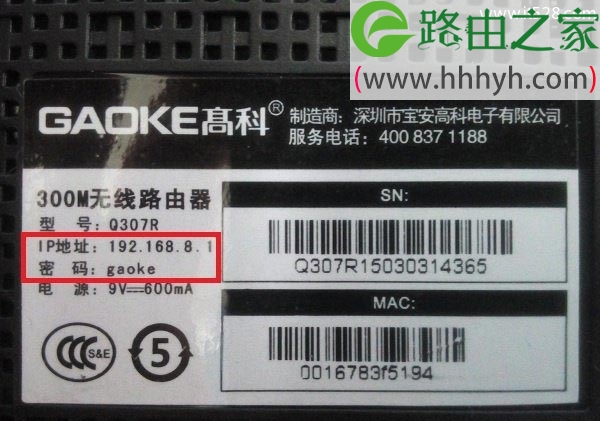 路由之家
(www.hhhyh.com)
GAOKE高科® 制造商：深圳市宝安高科电子有限公司
服务电话：400 837 1188
300M无线路由器
型 号：Q307R
IP地址：192.168.8.1
密 码：gaoke
电 源：9V⎓600mA
SN:
Q307R15030314365
MAC:
0016783f5194
CCC S&E
5